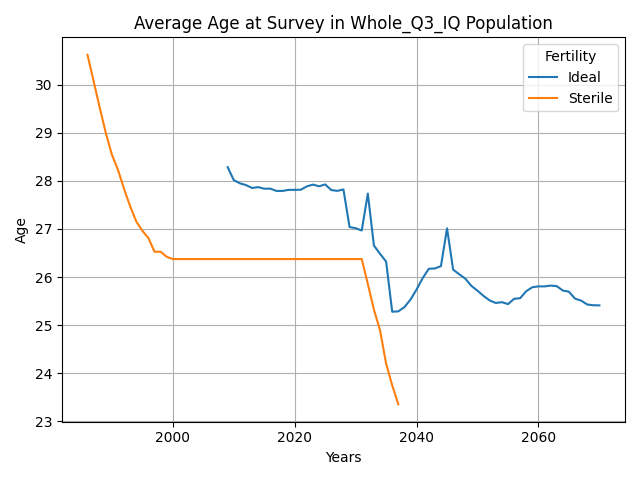 Average Age at Survey in Whole_Q3_IQ Population
Fertility
Ideal
Sterile
Age
30
29
28
27
26
25
24
23
2000
2020
2040
2060
Years